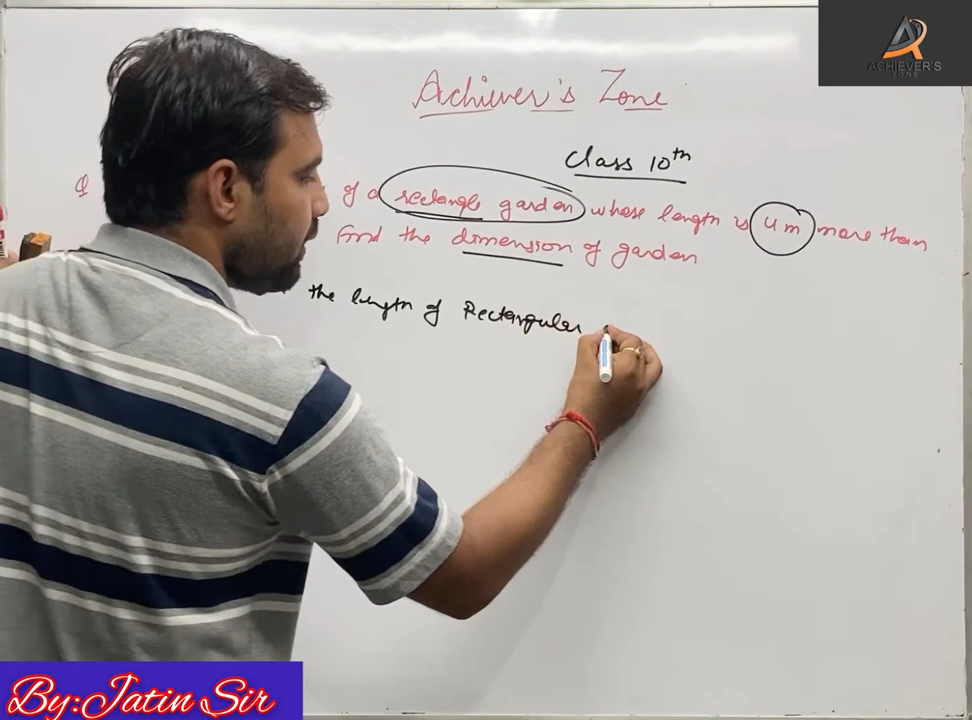 ACHIEVER'S
ZONE
Achiever's Zone
Class 10th
Q of a rectangle garden whose length is 4 m more than
Find the dimension of garden
the length of Rectangular
By:Jatin Sir